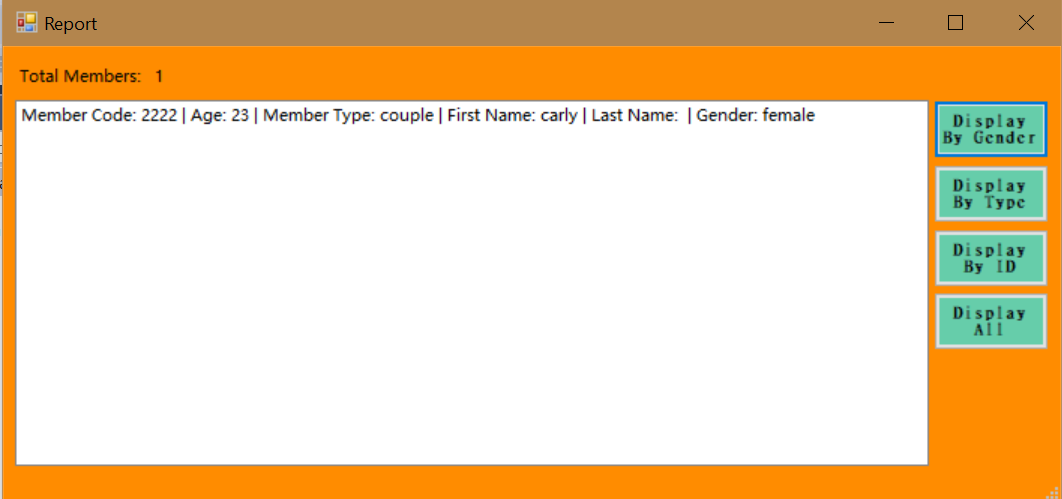 Report
Total Members: 1
Member Code: 2222 | Age: 23 | Member Type: couple | First Name: carly | Last Name:  | Gender: female
Display
By Gender
Display
By Type
Display
By ID
Display
All